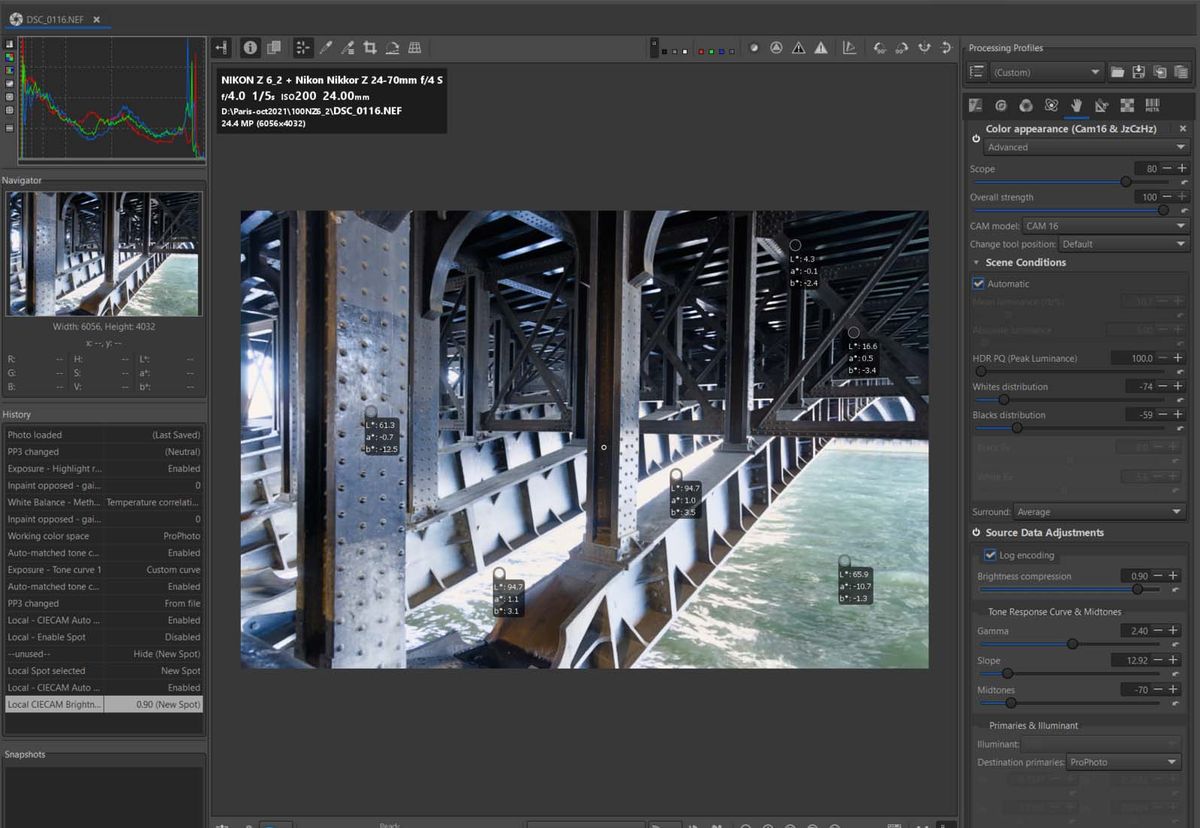 DSC_0116.NEF
NIKON Z 6_2 + Nikon Nikkor Z 24-70mm f/4 S
f/4.0 1/5s ISO200 24.00mm
D:\Paris-oct2021\100NZ6_2\DSC_0116.NEF
24.4 MP (6056x4032)
Navigator
Width: 6056, Height: 4032
x: --, y: --
R: -- H: -- L*: --
G: -- S: -- a*: --
B: -- V: -- b*: --
History
Photo loaded (Last Saved)
PP3 changed (Neutral)
Exposure - Highlight r... Enabled
Inpaint opposed - gai... 0
White Balance - Meth... Temperature correlati...
Inpaint opposed - gai... 0
Working color space ProPhoto
Auto-matched tone c... Enabled
Exposure - Tone curve 1 Custom curve
Auto-matched tone c... Enabled
PP3 changed From file
Local - CIECAM Auto ... Enabled
Local - Enable Spot Disabled
--unused-- Hide (New Spot)
Local Spot selected New Spot
Local - CIECAM Auto ... Enabled
Local CIECAM Brightn... 0.90 (New Spot)
Snapshots
L*: 4.3
a*: -0.1
b*: -2.4
L*: 16.6
a*: 0.5
b*: -3.4
L*: 61.3
a*: -0.7
b*: -12.5
L*: 94.7
a*: 1.0
b*: 3.5
L*: 94.7
a*: 1.1
b*: 3.1
L*: 65.9
a*: -10.7
b*: -1.3
Processing Profiles
(Custom)
META
Color appearance (Cam16 & JzCzHz)
Advanced
Scope 80
Overall strength 100
CAM model: CAM 16
Change tool position: Default
Scene Conditions
Automatic
Absolute luminance
HDR PQ (Peak Luminance) 100.0
Whites distribution -74
Blacks distribution -59
Black Ev
White Ev
Surround: Average
Source Data Adjustments
Log encoding
Brightness compression 0.90
Tone Response Curve & Midtones
Gamma 2.40
Slope 12.92
Midtones -70
Primaries & Illuminant
Illuminant:
Destination primaries: ProPhoto